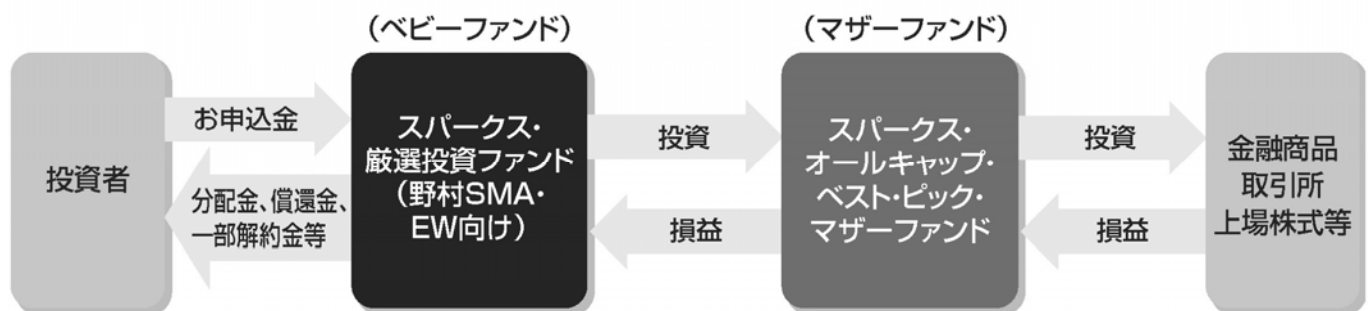 (ベビーファンド)
(マザーファンド)
投資者
お申込金
分配金、償還金、
一部解約金等
スパークス・
厳選投資ファンド
(野村SMA・
EW向け)
投資
損益
スパークス・
オールキャップ・
ベスト・ピック・
マザーファンド
投資
損益
金融商品
取引所
上場株式等